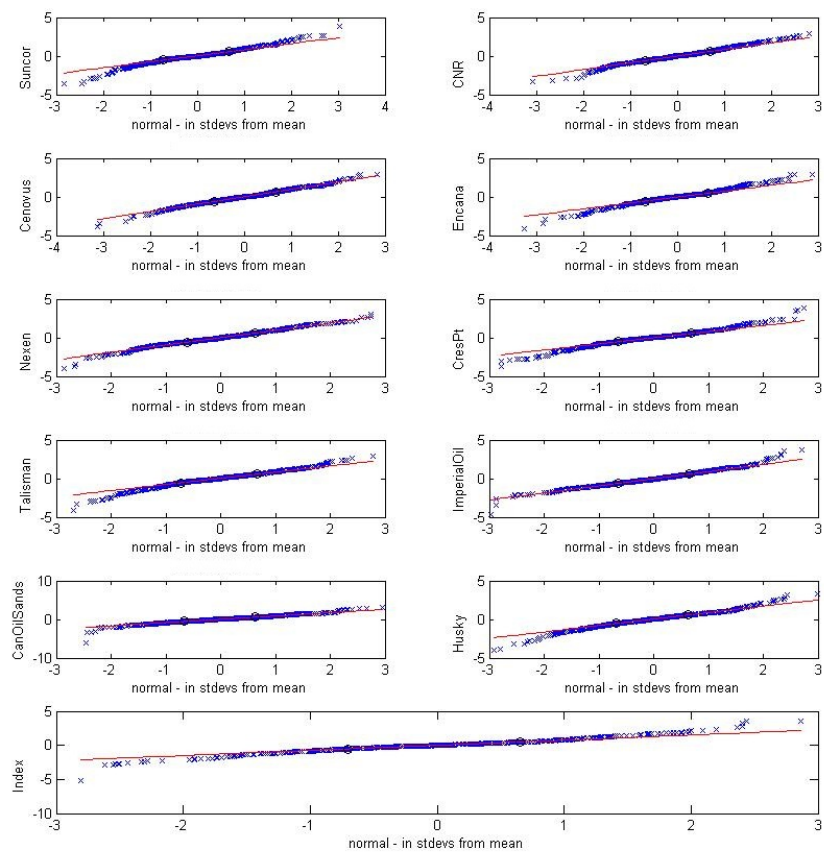 5
0
-5
Suncor
-3 -2 -1 0 1 2 3 4
normal - in stdevs from mean
5
0
-5
CNR
-4 -3 -2 -1 0 1 2 3
normal - in stdevs from mean
5
0
-5
Cenovus
-4 -3 -2 -1 0 1 2 3
normal - in stdevs from mean
5
0
-5
Encana
-4 -3 -2 -1 0 1 2 3
normal - in stdevs from mean
5
0
-5
Nexen
-3 -2 -1 0 1 2 3
normal - in stdevs from mean
5
0
-5
CresPt
-3 -2 -1 0 1 2 3
normal - in stdevs from mean
5
0
-5
Talisman
-3 -2 -1 0 1 2 3
normal - in stdevs from mean
5
0
-5
ImperialOil
-3 -2 -1 0 1 2 3
normal - in stdevs from mean
10
0
-10
CanOilSands
-3 -2 -1 0 1 2 3
normal - in stdevs from mean
5
0
-5
Husky
-3 -2 -1 0 1 2 3
normal - in stdevs from mean
5
0
-5
-10
Index
-3 -2 -1 0 1 2 3
normal - in stdevs from mean